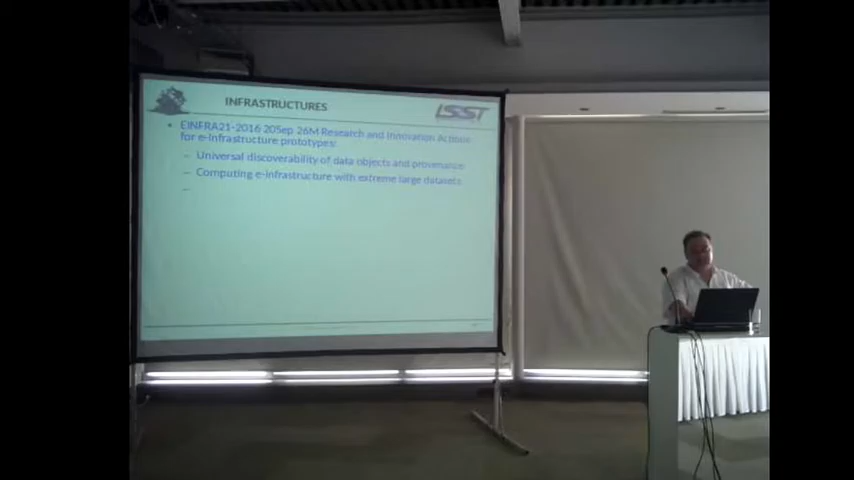 INFRASTRUCTURES
LSST
• EINFRA21-2016 20Sep 26M Research and Innovation Actions
for e-Infrastructure prototypes:
– Universal discoverability of data objects and provenance
– Computing e-infrastructure with extreme large datasets
–